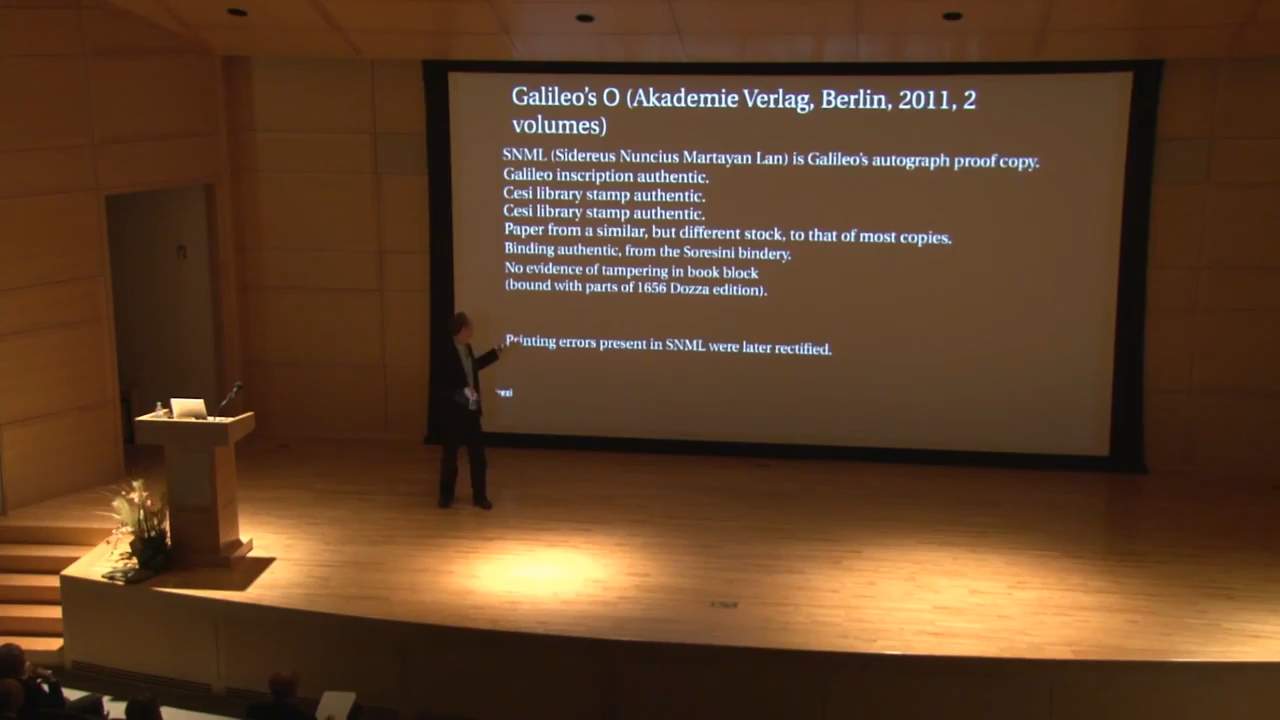 Galileo's O (Akademie Verlag, Berlin, 2011, 2
volumes)
SNML (Sidereus Nuncius Martayan Lan) is Galileo's autograph proof copy.
Galileo inscription authentic.
Cesi library stamp authentic.
Cesi library stamp authentic.
Paper from a similar, but different stock, to that of most copies.
Binding authentic, from the Soresini bindery.
No evidence of tampering in book block
(bound with parts of 1656 Dozza edition).
Printing errors present in SNML were later rectified.